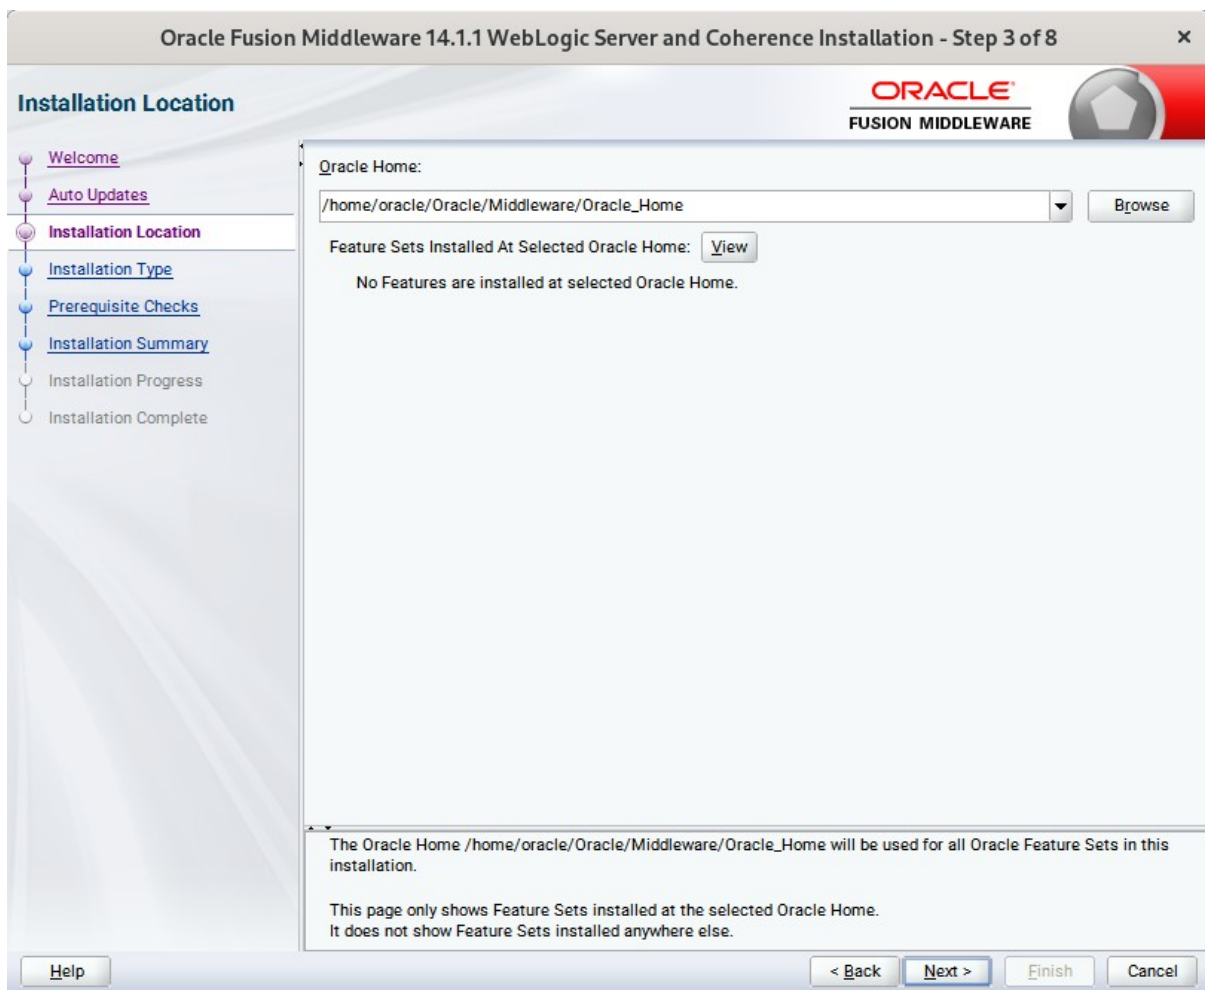 Oracle Fusion Middleware 14.1.1 WebLogic Server and Coherence Installation - Step 3 of 8
×
Installation Location
ORACLE
FUSION MIDDLEWARE
Welcome
Auto Updates
Installation Location
Installation Type
Prerequisite Checks
Installation Summary
Installation Progress
Installation Complete
Oracle Home:
/home/oracle/Oracle/Middleware/Oracle_Home
Browse
Feature Sets Installed At Selected Oracle Home: View
No Features are installed at selected Oracle Home.
The Oracle Home /home/oracle/Oracle/Middleware/Oracle_Home will be used for all Oracle Feature Sets in this
installation.
This page only shows Feature Sets installed at the selected Oracle Home.
It does not show Feature Sets installed anywhere else.
Help
< Back Next > Finish Cancel